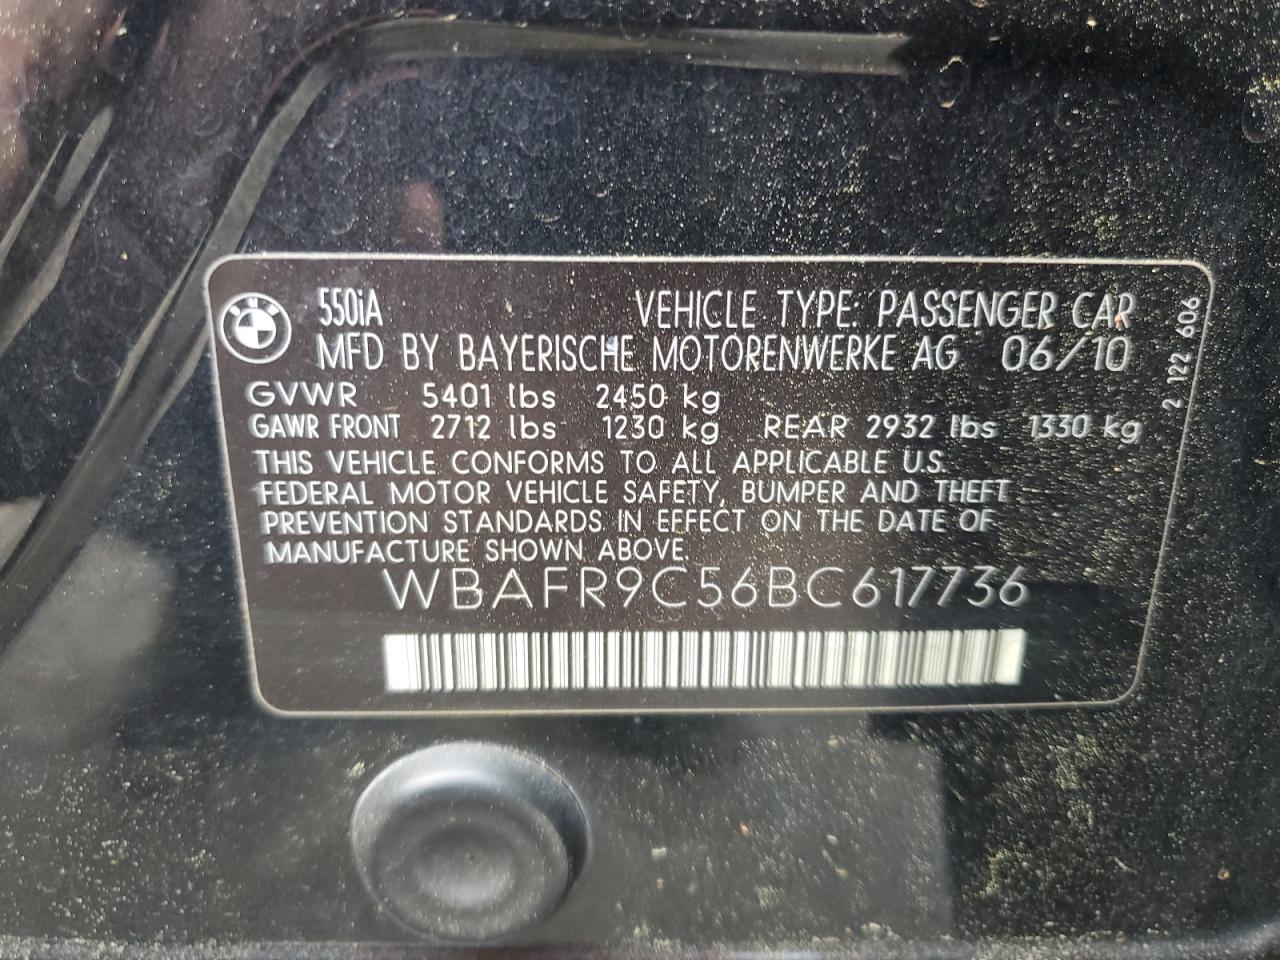 550iA VEHICLE TYPE: PASSENGER CAR
MFD BY BAYERISCHE MOTORENWERKE AG 06/10
GVWR 5401 lbs 2450 kg
GAWR FRONT 2712 lbs 1230 kg REAR 2932 lbs 1330 kg
THIS VEHICLE CONFORMS TO ALL APPLICABLE U.S.
FEDERAL MOTOR VEHICLE SAFETY, BUMPER AND THEFT
PREVENTION STANDARDS IN EFFECT ON THE DATE OF
MANUFACTURE SHOWN ABOVE.
WBAFR9C56BC617736
2 122 606
BMW